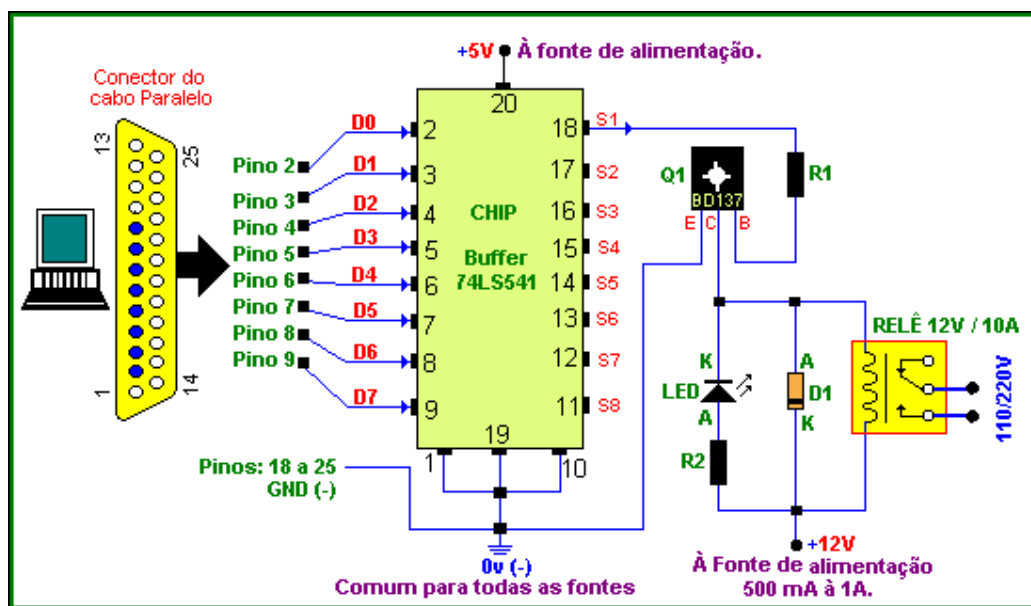 +5V À fonte de alimentação.
Conector do
cabo Paralelo
13
25
1
14
Pino 2
Pino 3
Pino 4
Pino 5
Pino 6
Pino 7
Pino 8
Pino 9
D0
D1
D2
D3
D4
D5
D6
D7
20
2
3
4
5
6
7
8
9
CHIP
Buffer
74LS541
18
17
16
15
14
13
12
11
19
1
10
S1
S2
S3
S4
S5
S6
S7
S8
Q1
BD137
E C B
R1
RELÊ 12V / 10A
K
LED
A
R2
A
D1
K
110/220V
Pinos: 18 a 25
GND (-)
0v (-)
Comum para todas as fontes
+12V
À Fonte de alimentação
500 mA à 1A.